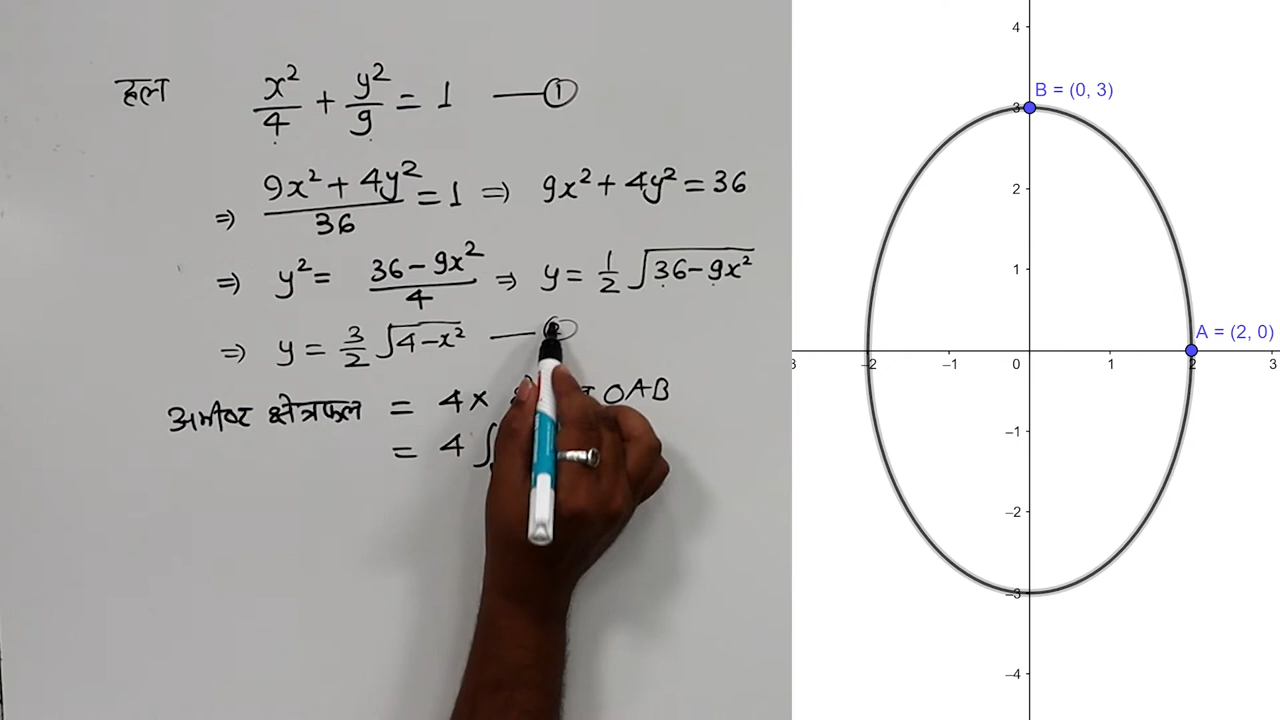 हल x²/4 + y²/9 = 1 —①
⇒ (9x² + 4y²)/36 = 1 ⇒ 9x² + 4y² = 36
⇒ y² = (36 - 9x²)/4 ⇒ y = 1/2 √(36 - 9x²)
⇒ y = 3/2 √(4 - x²) —
अभीष्ट क्षेत्रफल = 4 × OAB
= 4 ∫
4
B = (0, 3)
3
2
1
A = (2, 0)
3 –2 –1 0 1 2 3
–1
–2
–3
–4